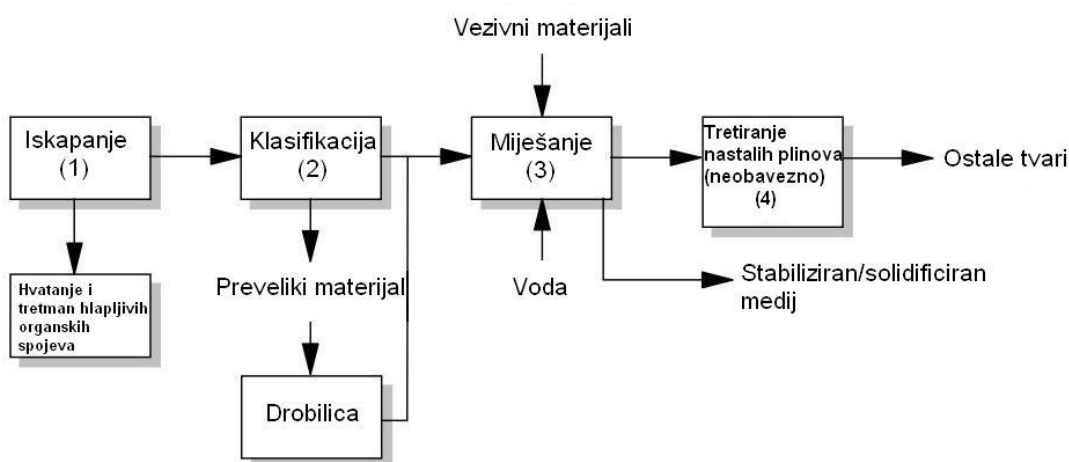 Vezivni materijali
Iskapanje
(1)
Klasifikacija
(2)
Miješanje
(3)
Tretiranje
nastalih plinova
(neobavezno)
(4)
Ostale tvari
Hvatanje i
tretman hlapljivih
organskih
spojeva
Preveliki materijal
Voda
Stabiliziran/solidificiran
medij
Drobilica